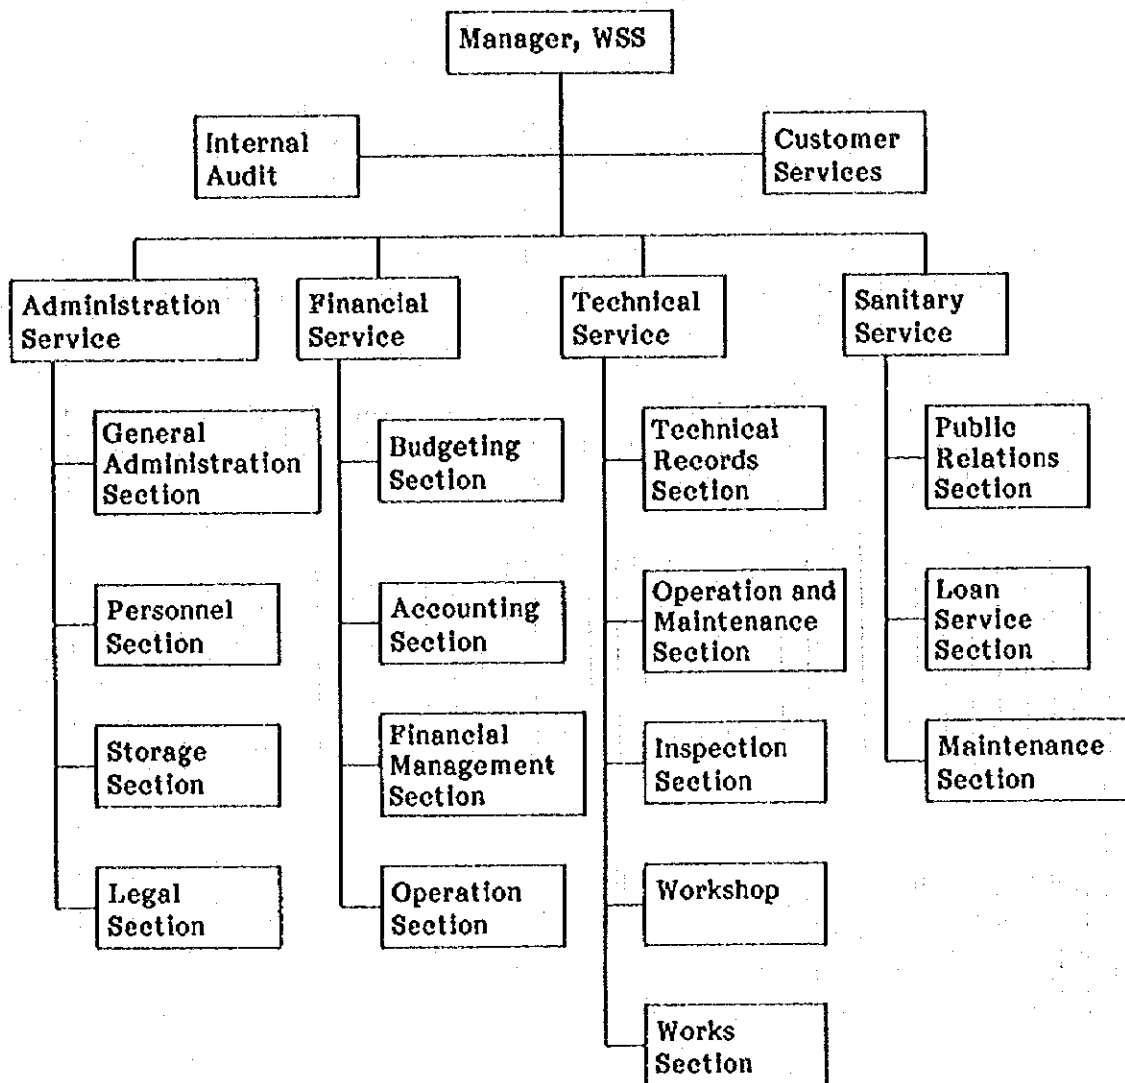 Manager, WSS
Internal
Audit
Customer
Services
Administration
Service
Financial
Service
Technical
Service
Sanitary
Service
General
Administration
Section
Personnel
Section
Storage
Section
Legal
Section
Budgeting
Section
Accounting
Section
Financial
Management
Section
Operation
Section
Technical
Records
Section
Operation and
Maintenance
Section
Inspection
Section
Workshop
Works
Section
Public
Relations
Section
Loan
Service
Section
Maintenance
Section